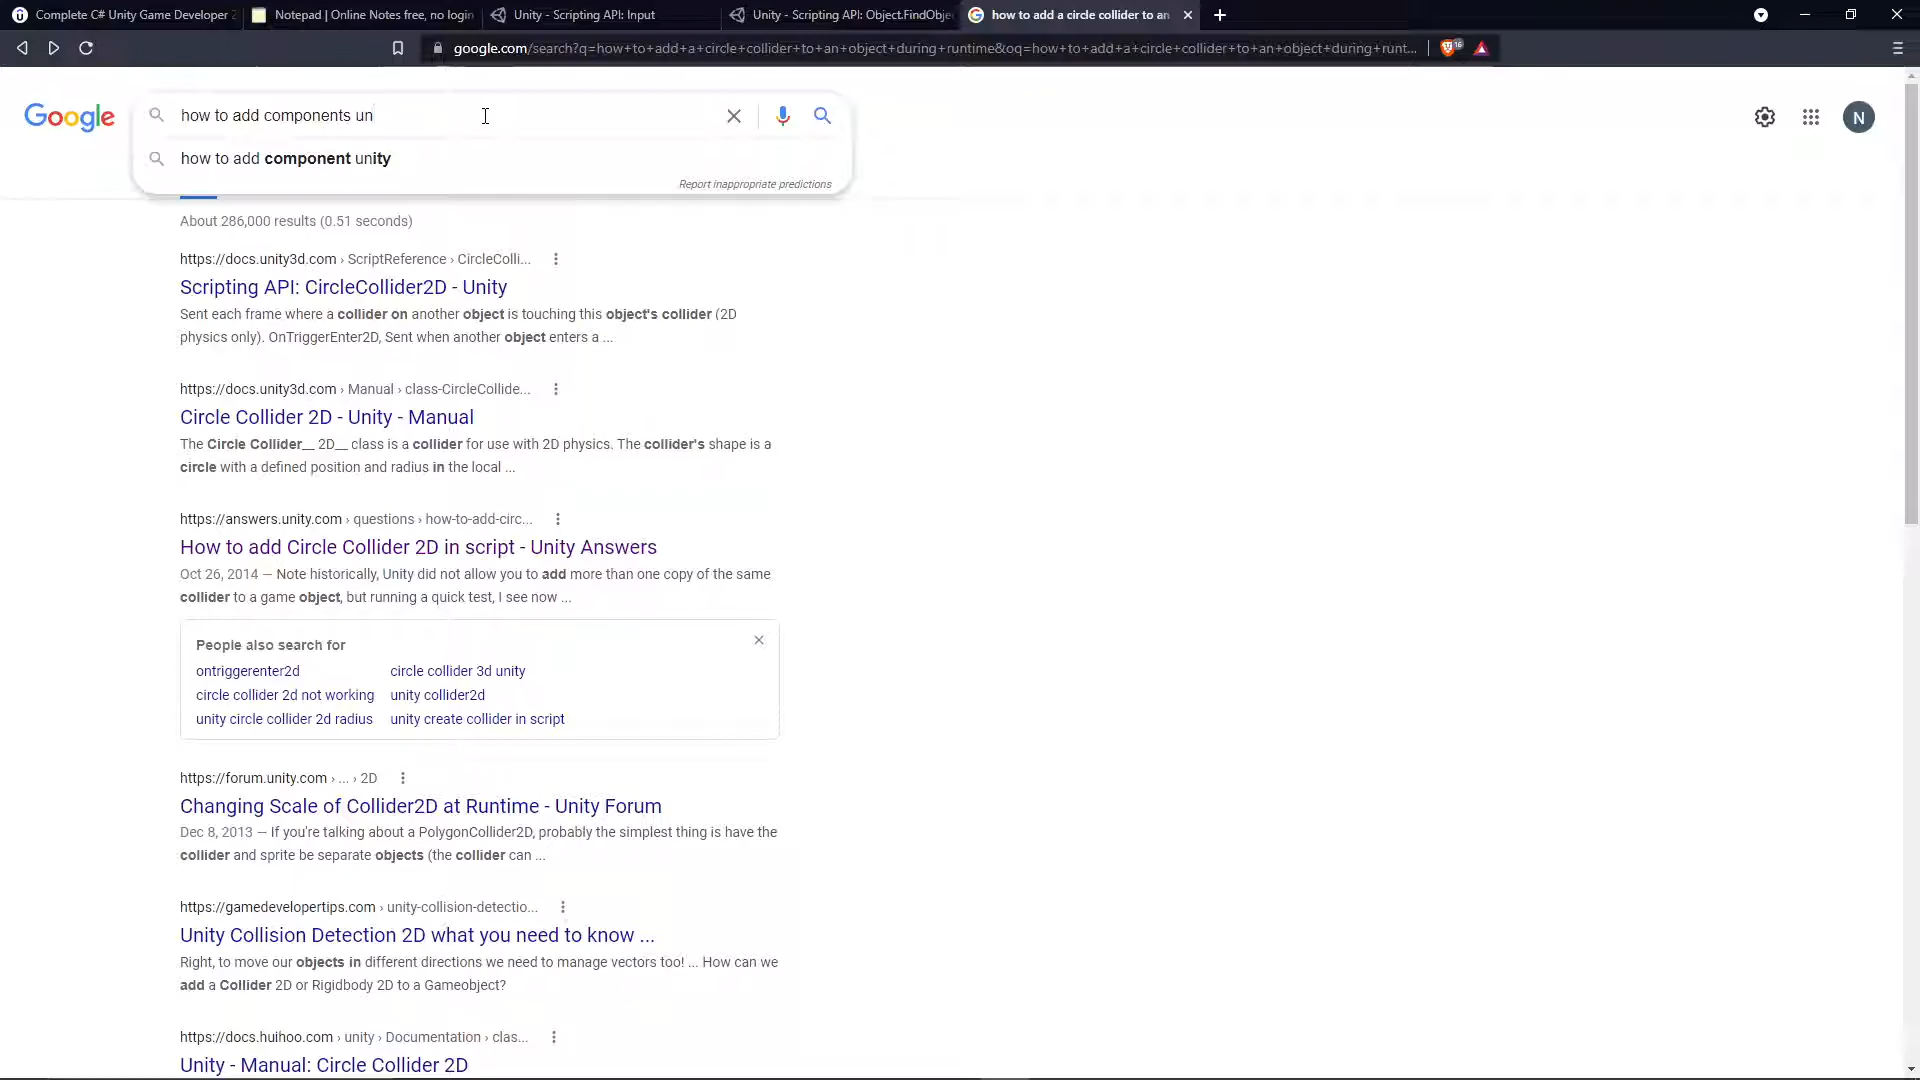 Complete C# Unity Game Developer 2
Notepad | Online Notes free, no login
Unity - Scripting API: Input
Unity - Scripting API: Object.FindObje
how to add a circle collider to an
google.com/search?q=how+to+add+a+circle+collider+to+an+object+during+runtime&oq=how+to+add+a+circle+collider+to+an+object+during+runt...
16
Google
how to add components un
N
how to add component unity
Report inappropriate predictions
About 286,000 results (0.51 seconds)
https://docs.unity3d.com › ScriptReference › CircleColli...
Scripting API: CircleCollider2D - Unity
Sent each frame where a collider on another object is touching this object's collider (2D
physics only). OnTriggerEnter2D, Sent when another object enters a ...
https://docs.unity3d.com › Manual › class-CircleCollide...
Circle Collider 2D - Unity - Manual
The Circle Collider__ 2D__ class is a collider for use with 2D physics. The collider's shape is a
circle with a defined position and radius in the local ...
https://answers.unity.com › questions › how-to-add-circ...
How to add Circle Collider 2D in script - Unity Answers
Oct 26, 2014 — Note historically, Unity did not allow you to add more than one copy of the same
collider to a game object, but running a quick test, I see now ...
People also search for
ontriggerenter2d circle collider 3d unity
circle collider 2d not working unity collider2d
unity circle collider 2d radius unity create collider in script
https://forum.unity.com › ... › 2D
Changing Scale of Collider2D at Runtime - Unity Forum
Dec 8, 2013 — If you're talking about a PolygonCollider2D, probably the simplest thing is have the
collider and sprite be separate objects (the collider can ...
https://gamedevelopertips.com › unity-collision-detectio...
Unity Collision Detection 2D what you need to know ...
Right, to move our objects in different directions we need to manage vectors too! ... How can we
add a Collider 2D or Rigidbody 2D to a Gameobject?
https://docs.huihoo.com › unity › Documentation › clas...
Unity - Manual: Circle Collider 2D